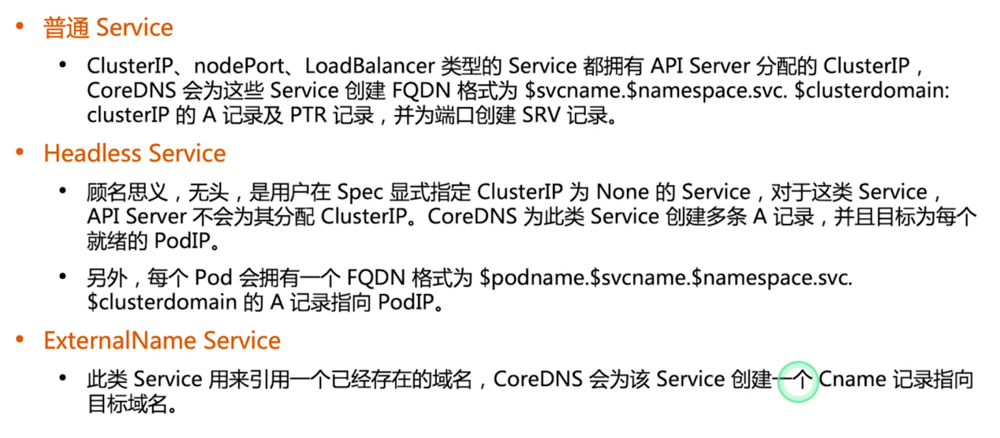 • 普通 Service
• ClusterIP、nodePort、LoadBalancer 类型的 Service 都拥有 API Server 分配的 ClusterIP，
CoreDNS 会为这些 Service 创建 FQDN 格式为 $svcname.$namespace.svc. $clusterdomain:
clusterIP 的 A 记录及 PTR 记录，并为端口创建 SRV 记录。
• Headless Service
• 顾名思义，无头，是用户在 Spec 显式指定 ClusterIP 为 None 的 Service，对于这类 Service，
API Server 不会为其分配 ClusterIP。CoreDNS 为此类 Service 创建多条 A 记录，并且目标为每个
就绪的 PodIP。
• 另外，每个 Pod 会拥有一个 FQDN 格式为 $podname.$svcname.$namespace.svc.
$clusterdomain 的 A 记录指向 PodIP。
• ExternalName Service
• 此类 Service 用来引用一个已经存在的域名，CoreDNS 会为该 Service 创建一个 Cname 记录指向
目标域名。